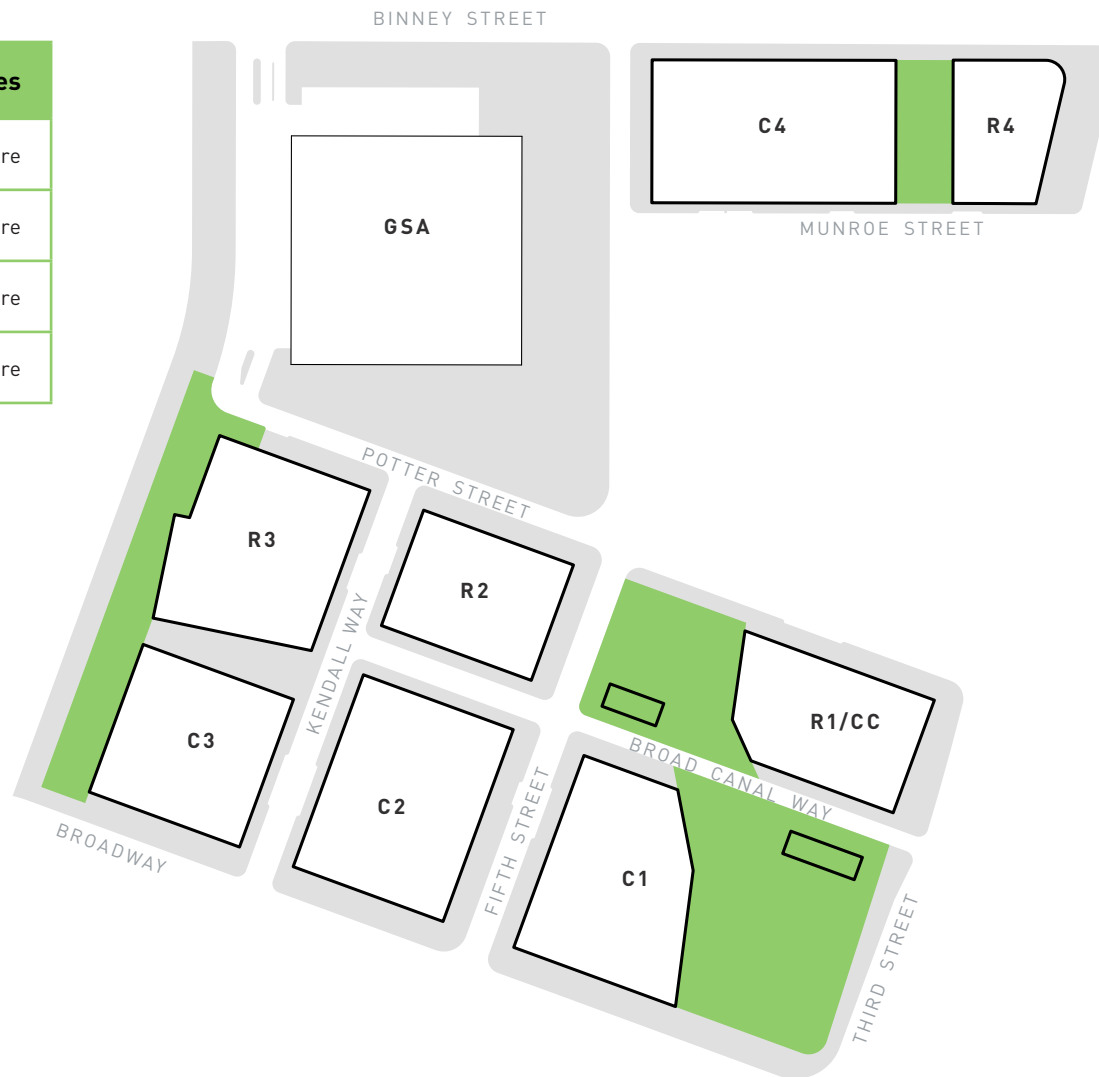 BINNEY STREET
es
re
re
re
re
C4
R4
MUNROE STREET
GSA
POTTER STREET
R3
R2
KENDALL WAY
C3
R1/CC
BROAD CANAL WAY
C2
FIFTH STREET
C1
BROADWAY
THIRD STREET